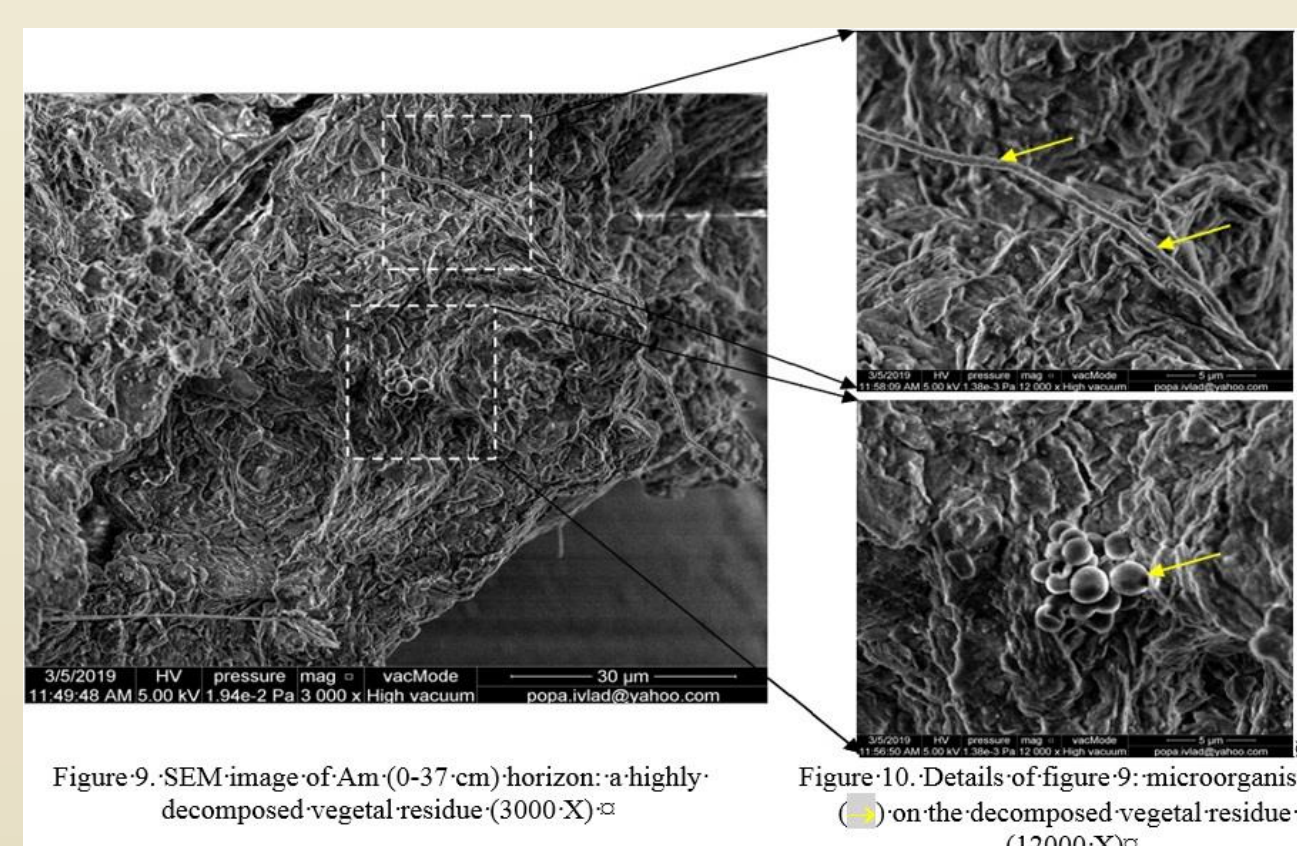 3/5/2019 HV pressure mag □ vacMode 30 µm
11:49:48 AM 5.00 kV 1.94e-2 Pa 3 000 x High vacuum popa.ivlad@yahoo.com
3/5/2019 HV pressure mag □ vacMode 5 µm
11:58:09 AM 5.00 kV 1.38e-3 Pa 12 000 x High vacuum popa.ivlad@yahoo.com
3/5/2019 HV pressure mag □ vacMode 5 µm
11:56:50 AM 5.00 kV 1.38e-3 Pa 12 000 x High vacuum popa.ivlad@yahoo.com
Figure·9.·SEM·image·of·Am·(0-37·cm)·horizon:·a·highly·
decomposed·vegetal·residue·(3000·X)·¤
Figure·10.·Details·of·figure·9:·microorganis
(→)·on·the·decomposed·vegetal·residue·
(12000·X)¤